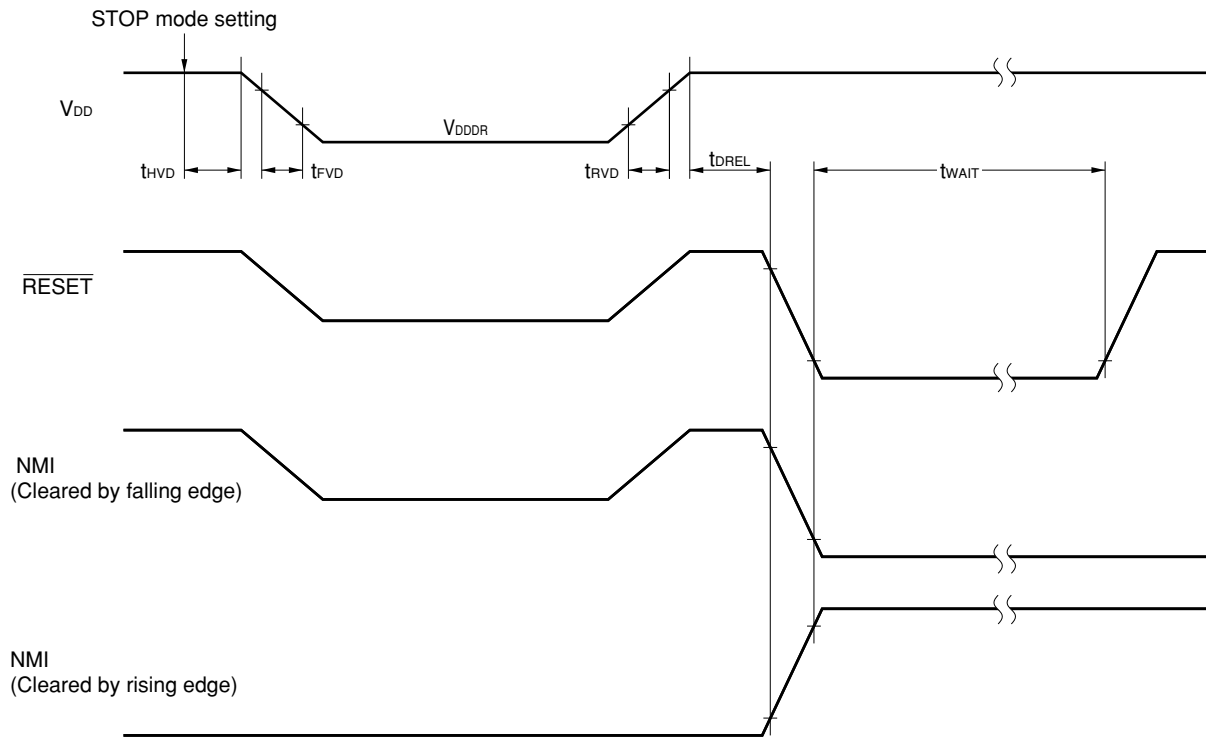 STOP mode setting
VDD
VDDDR
tHVD
tFVD
tRVD
tDREL
tWAIT
RESET
NMI
(Cleared by falling edge)
NMI
(Cleared by rising edge)